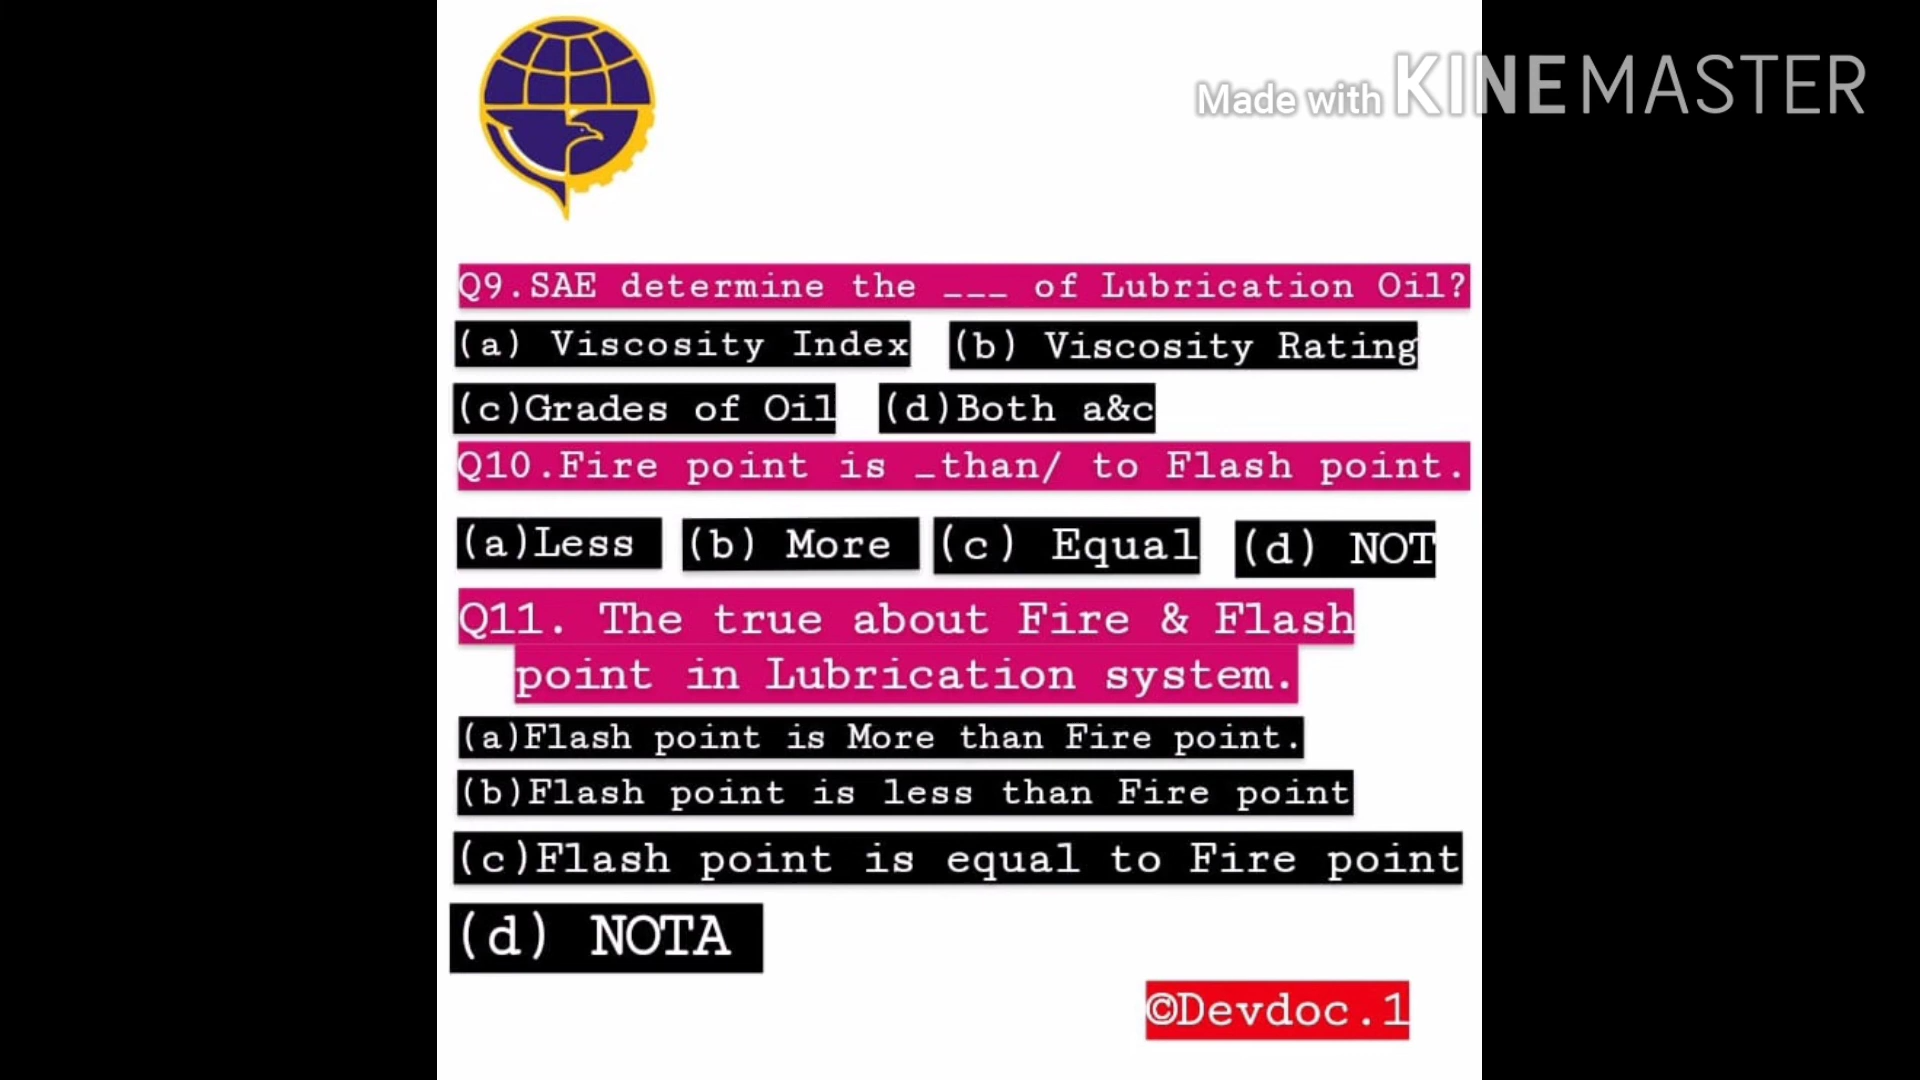 Made with KINEMASTER
Q9.SAE determine the ___ of Lubrication Oil?
(a) Viscosity Index (b) Viscosity Rating
(c)Grades of Oil (d)Both a&c
Q10.Fire point is _than/ to Flash point.
(a)Less (b) More (c) Equal (d) NOT
Q11. The true about Fire & Flash
point in Lubrication system.
(a)Flash point is More than Fire point.
(b)Flash point is less than Fire point
(c)Flash point is equal to Fire point
(d) NOTA
©Devdoc.1